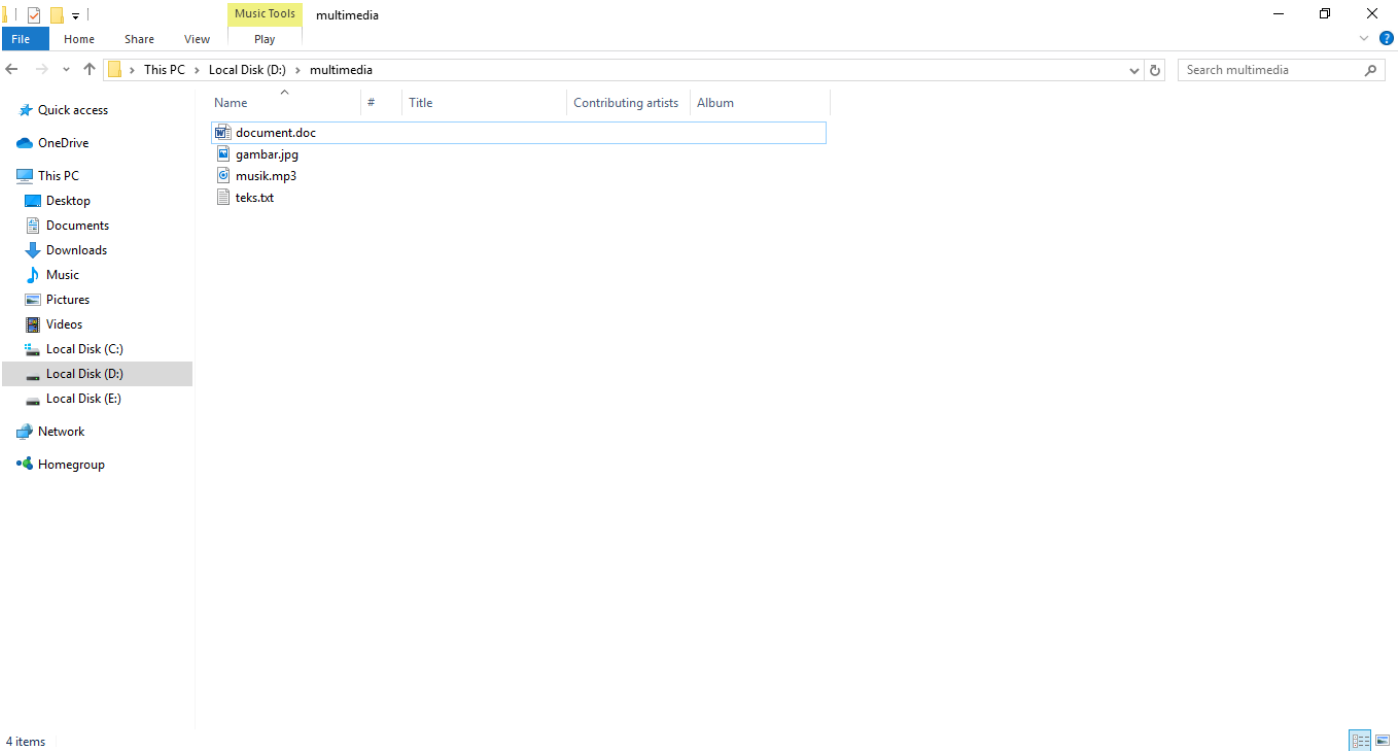 Music Tools multimedia
File Home Share View Play
This PC Local Disk (D:) multimedia Search multimedia
Name # Title Contributing artists Album
Quick access
OneDrive
This PC
Desktop
Documents
Downloads
Music
Pictures
Videos
Local Disk (C:)
Local Disk (D:)
Local Disk (E:)
Network
Homegroup
document.doc
gambar.jpg
musik.mp3
teks.txt
4 items